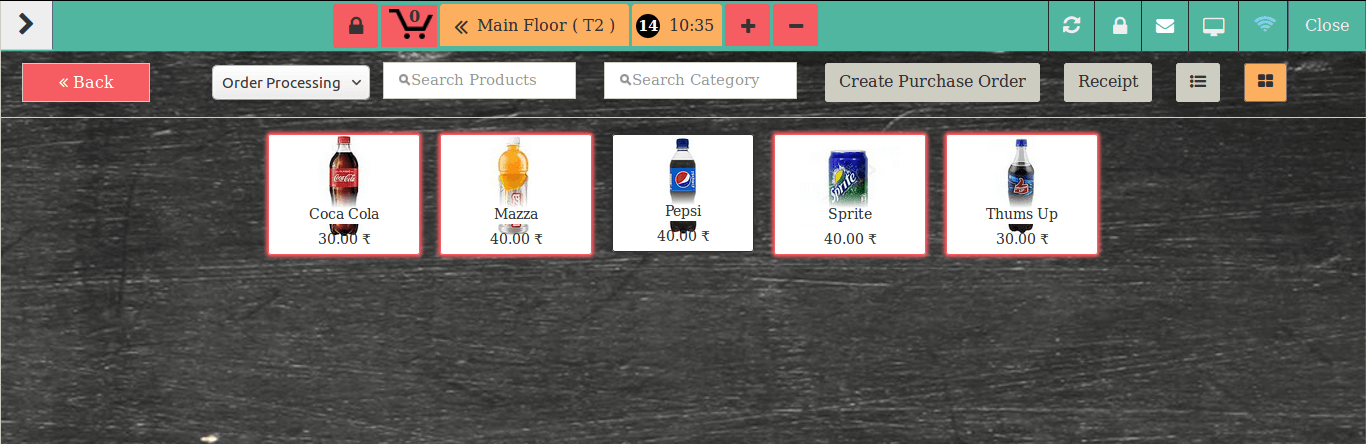 0
Main Floor ( T2 )
14 10:35
Close
Back
Order Processing
Search Products
Search Category
Create Purchase Order
Receipt
Coca Cola
30.00 ₹
Mazza
40.00 ₹
Pepsi
40.00 ₹
Sprite
Sprite
40.00 ₹
Thums Up
30.00 ₹